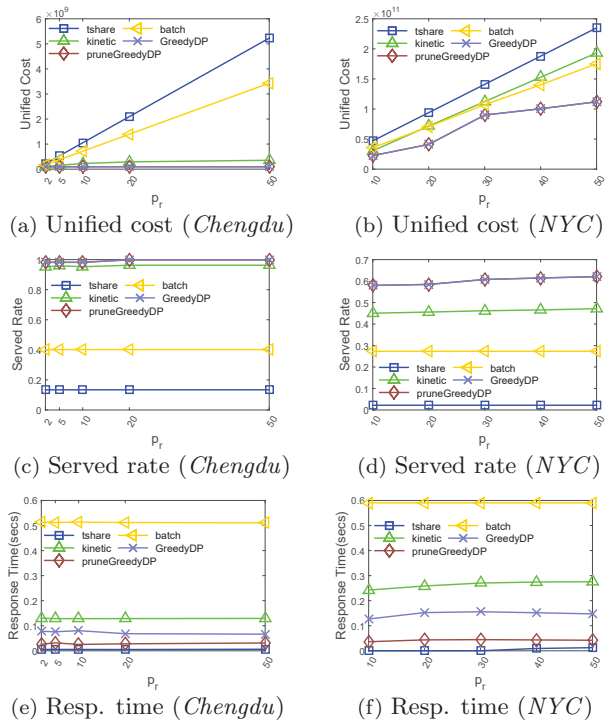 6 ×10⁹
tshare batch
kinetic GreedyDP
pruneGreedyDP
Unified Cost
5
4
3
2
1
0
2 5 10 20 50
p_r
(a) Unified cost (Chengdu)
2.5 ×10¹¹
tshare batch
kinetic GreedyDP
pruneGreedyDP
Unified Cost
2
1.5
1
0.5
0
10 20 30 40 50
p_r
(b) Unified cost (NYC)
1
0.8
0.6
0.4
0.2
0
tshare batch
kinetic GreedyDP
pruneGreedyDP
Served Rate
2 5 10 20 50
p_r
(c) Served rate (Chengdu)
0.7
0.6
0.5
0.4
0.3
0.2
0.1
0
tshare batch
kinetic GreedyDP
pruneGreedyDP
Served Rate
10 20 30 40 50
p_r
(d) Served rate (NYC)
0.6
0.5
0.4
0.3
0.2
0.1
0
tshare batch
kinetic GreedyDP
pruneGreedyDP
Response Time(secs)
2 5 10 20 50
p_r
(e) Resp. time (Chengdu)
0.6
0.5
0.4
0.3
0.2
0.1
0
tshare batch
kinetic GreedyDP
pruneGreedyDP
Response Time(secs)
10 20 30 40 50
p_r
(f) Resp. time (NYC)